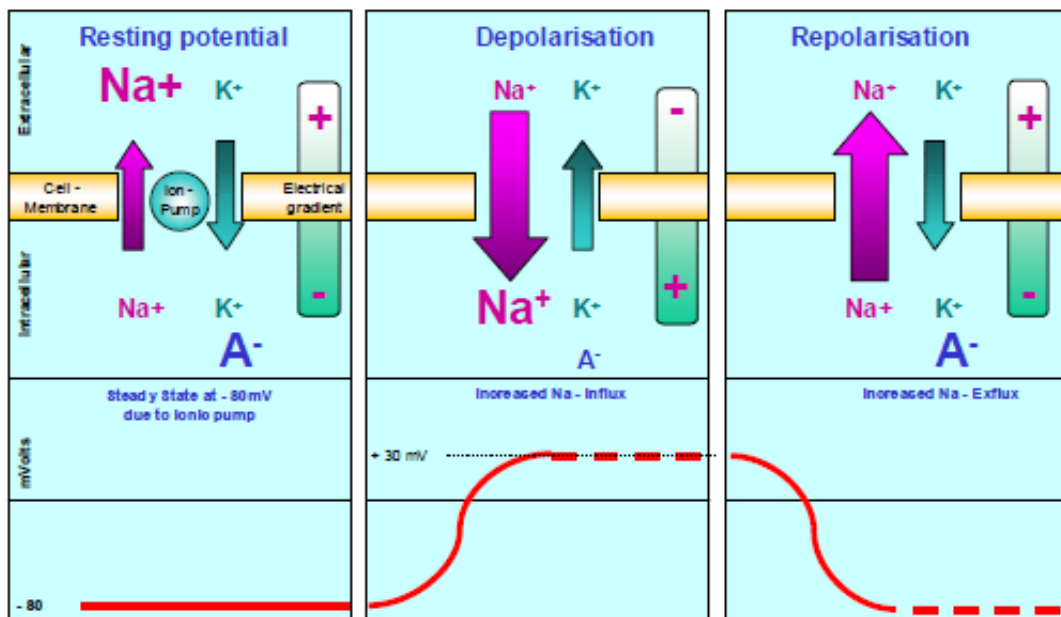 Resting potential
Extracellular
Na+
K+
+
Cell -
Membrane
Ion -
Pump
Electrical
gradient
Intracellular
Na+
K+
-
A-
Steady State at - 80mV
due to ionic pump
mVolts
- 80
Depolarisation
Na+
K+
-
Na+
K+
+
A-
Increased Na - Influx
+ 30 mV
Repolarisation
Na+
K+
+
Na+
K+
-
A-
Increased Na - Exflux